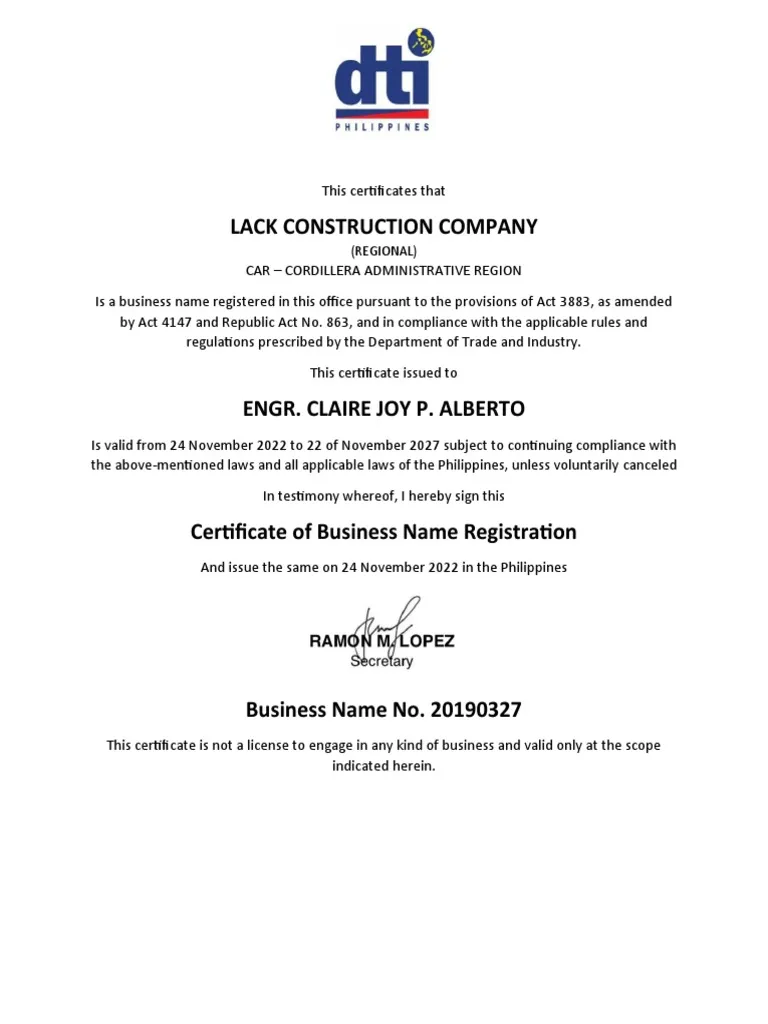 dti
PHILIPPINES
This certificates that
LACK CONSTRUCTION COMPANY
(REGIONAL)
CAR – CORDILLERA ADMINISTRATIVE REGION
Is a business name registered in this office pursuant to the provisions of Act 3883, as amended
by Act 4147 and Republic Act No. 863, and in compliance with the applicable rules and
regulations prescribed by the Department of Trade and Industry.
This certificate issued to
ENGR. CLAIRE JOY P. ALBERTO
Is valid from 24 November 2022 to 22 of November 2027 subject to continuing compliance with
the above-mentioned laws and all applicable laws of the Philippines, unless voluntarily canceled
In testimony whereof, I hereby sign this
Certificate of Business Name Registration
And issue the same on 24 November 2022 in the Philippines
RAMON M. LOPEZ
Secretary
Business Name No. 20190327
This certificate is not a license to engage in any kind of business and valid only at the scope
indicated herein.